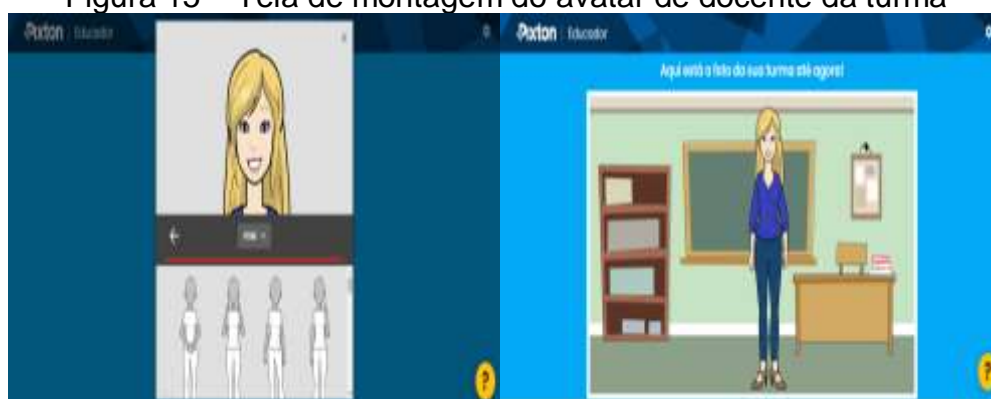 Figura 15 – Tela de montagem do avatar de docente da turma
Pixton Educador
Pixton Educador
Aqui está a foto da sua turma até agora!
?
?